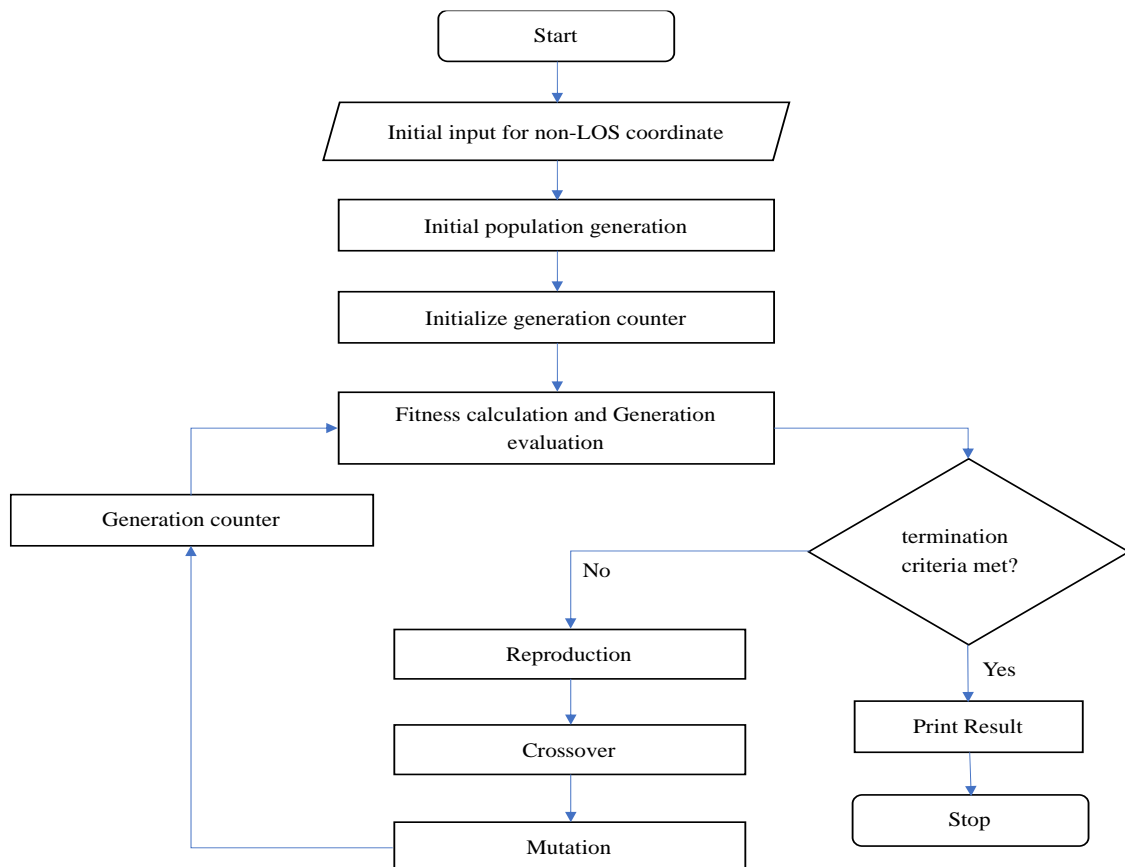 Start
Initial input for non-LOS coordinate
Initial population generation
Initialize generation counter
Fitness calculation and Generation
evaluation
Generation counter
termination
criteria met?
No
Reproduction
Yes
Print Result
Crossover
Stop
Mutation